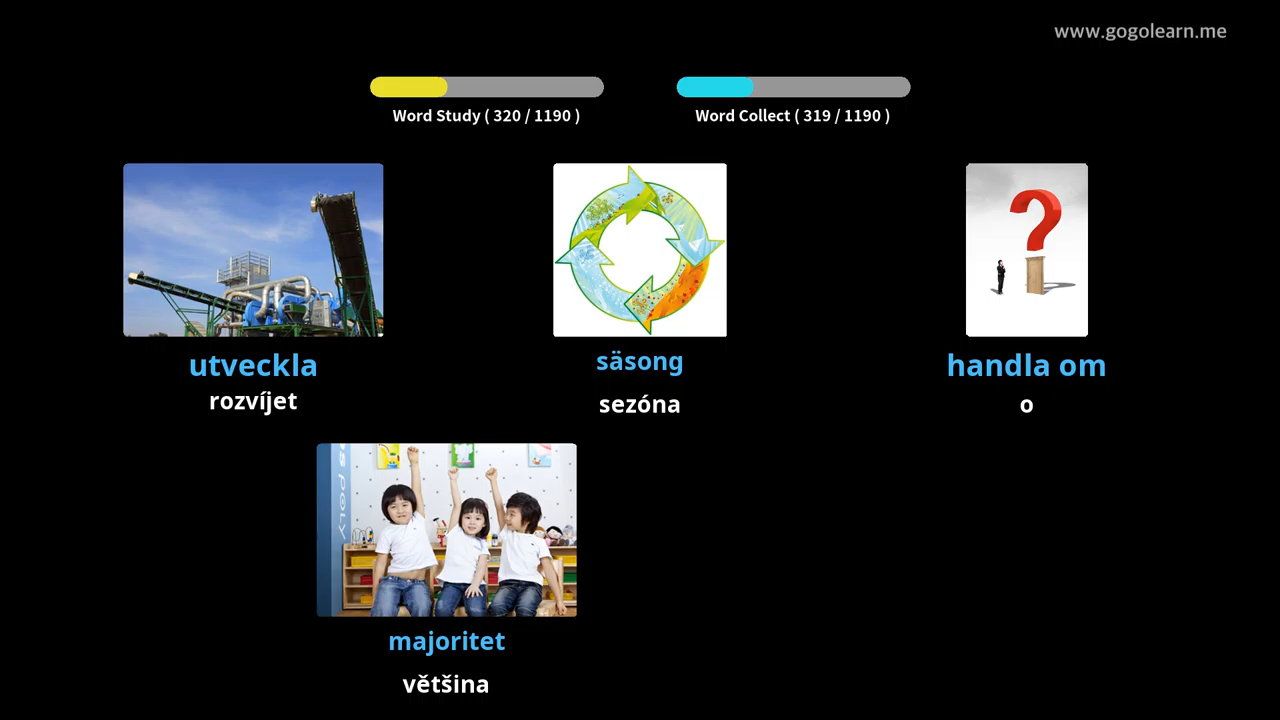 www.gogolearn.me
Word Study ( 320 / 1190 )
Word Collect ( 319 / 1190 )
utveckla
rozvíjet
säsong
sezóna
handla om
o
majoritet
většina